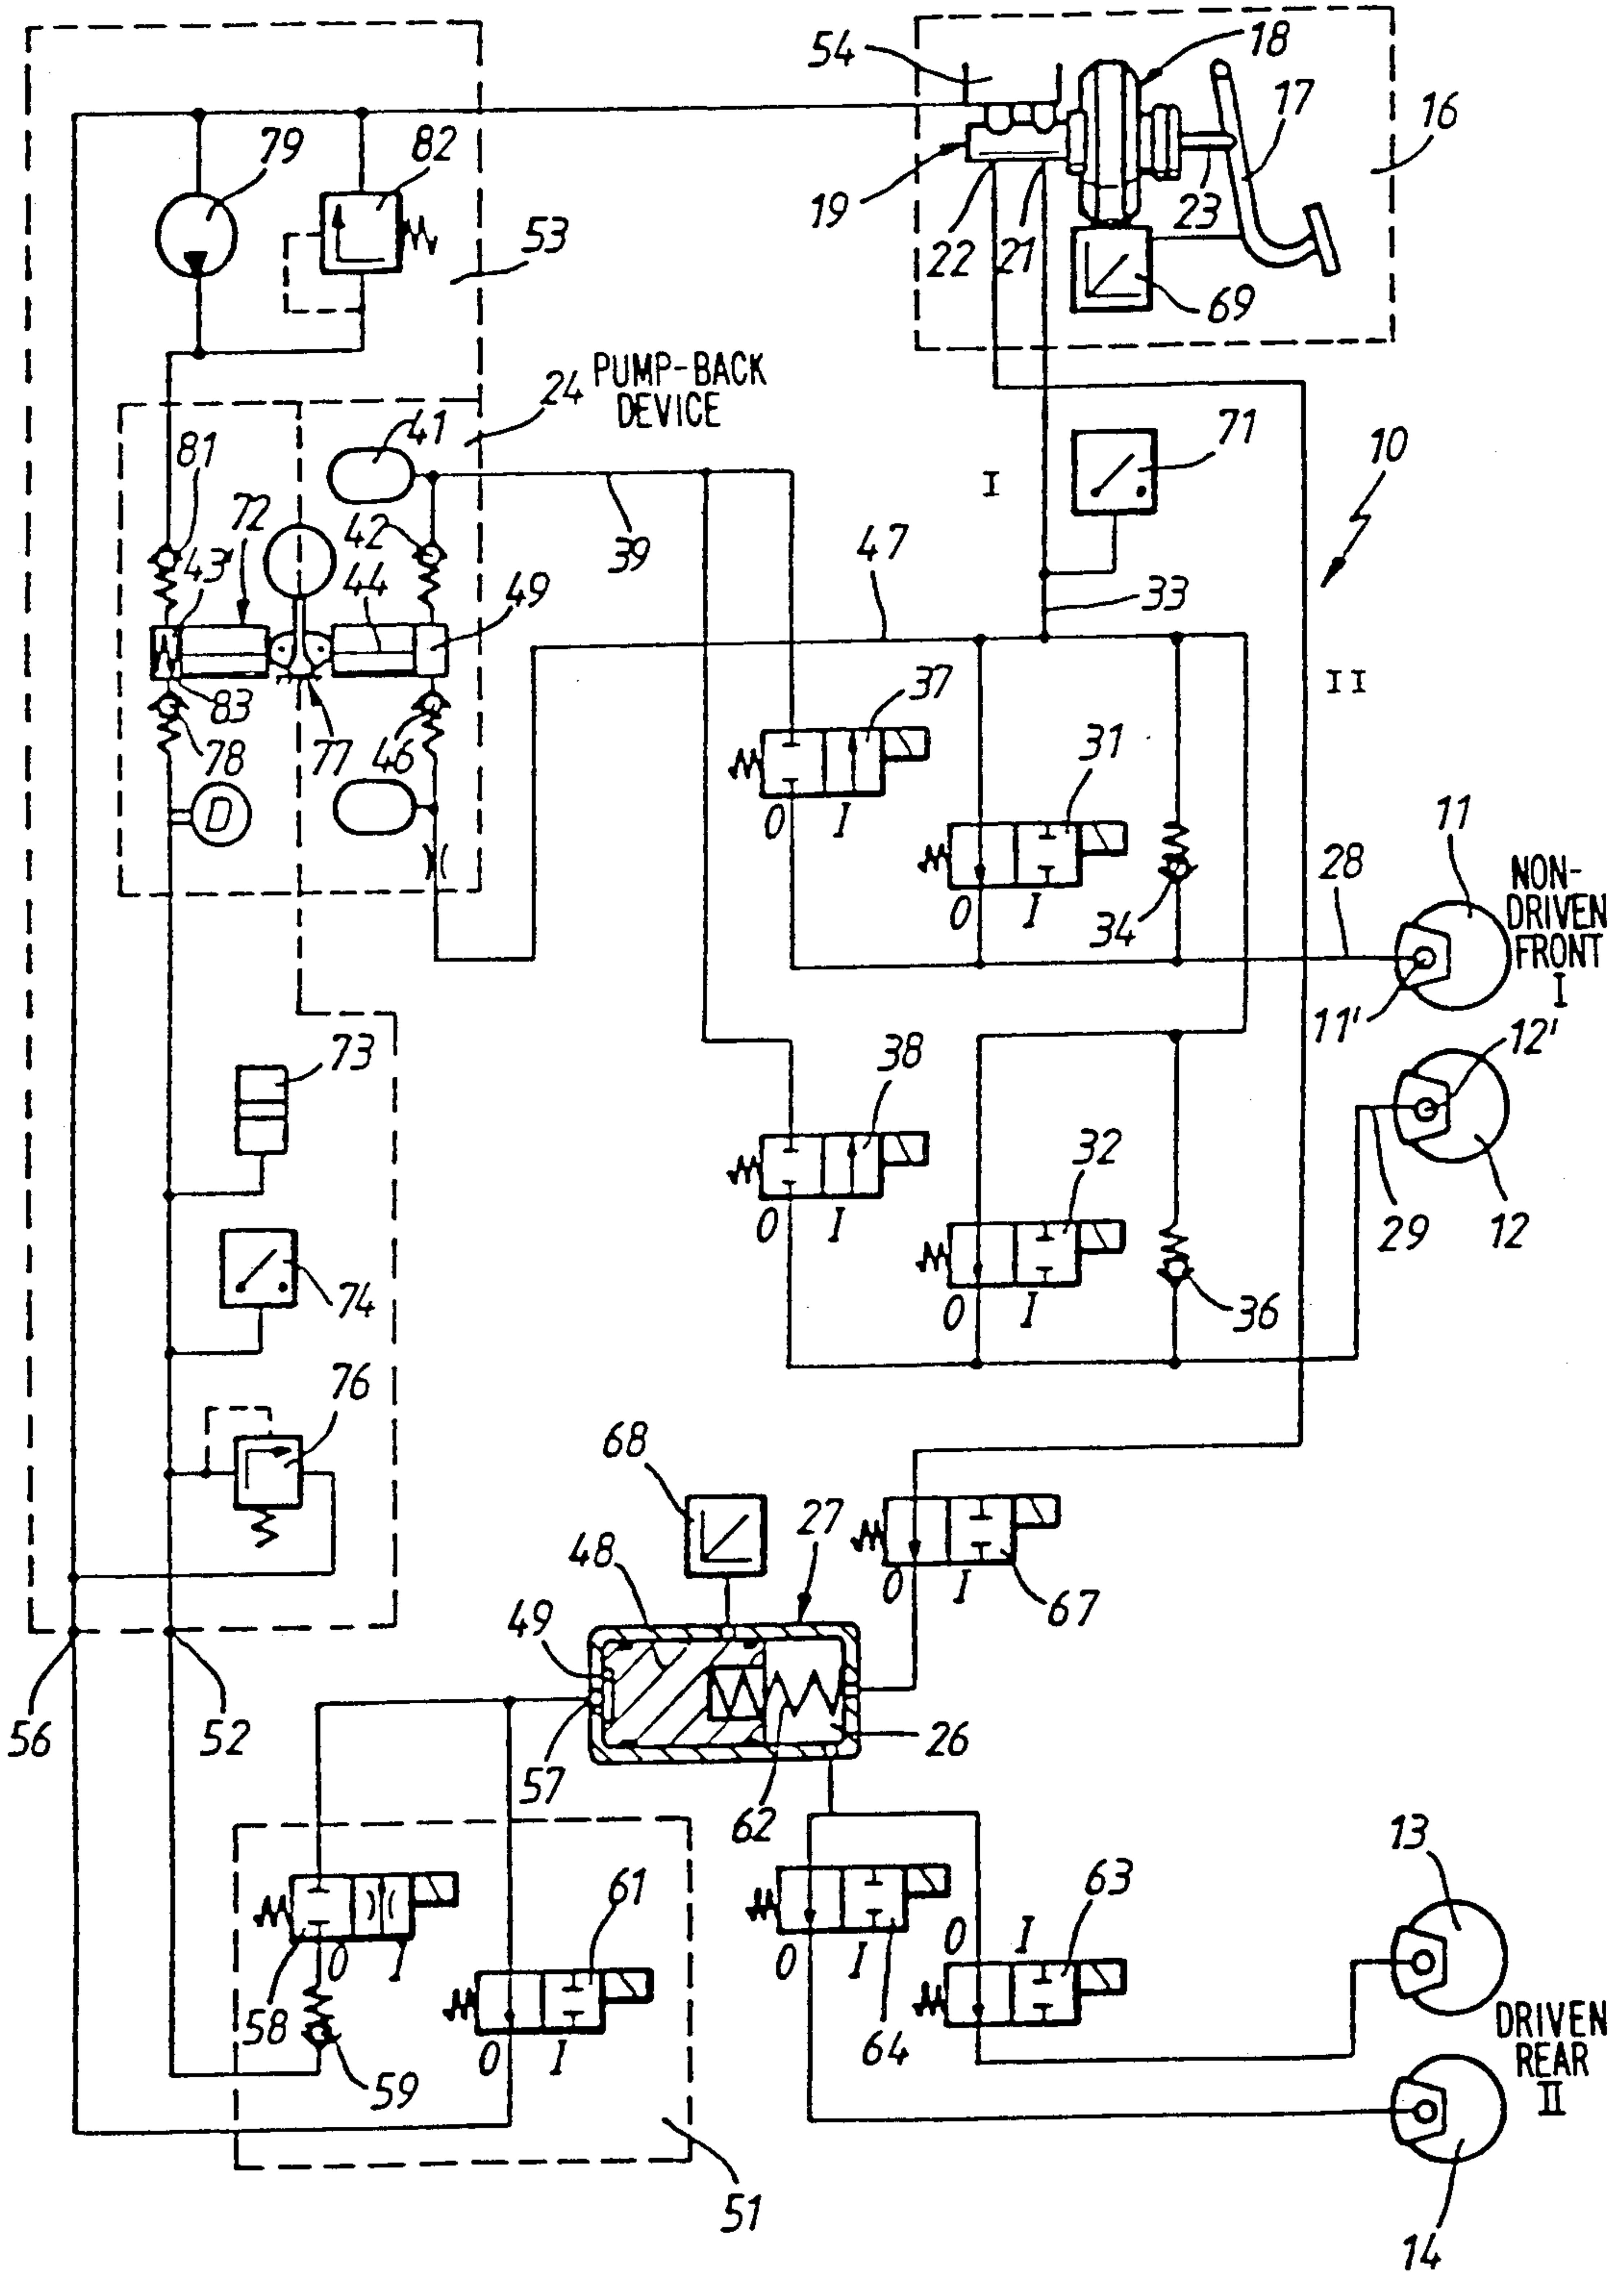 54
18
17
16
79
82
19
22
21
23
53
69
24
PUMP-BACK
DEVICE
41
I
71
10
81
72
42
39
47
43'
44
49
33
37
II
83
78
77
46
31
D
O I
11
NON-
DRIVEN
FRONT
I
28
O I
34
11'
12'
73
38
32
O I
29
12
74
O I
36
76
68
27
48
O I
67
49
56
52
57
26
62
13
61
63
O I
58
O I
59
O I
64
O I
DRIVEN
REAR
II
51
14